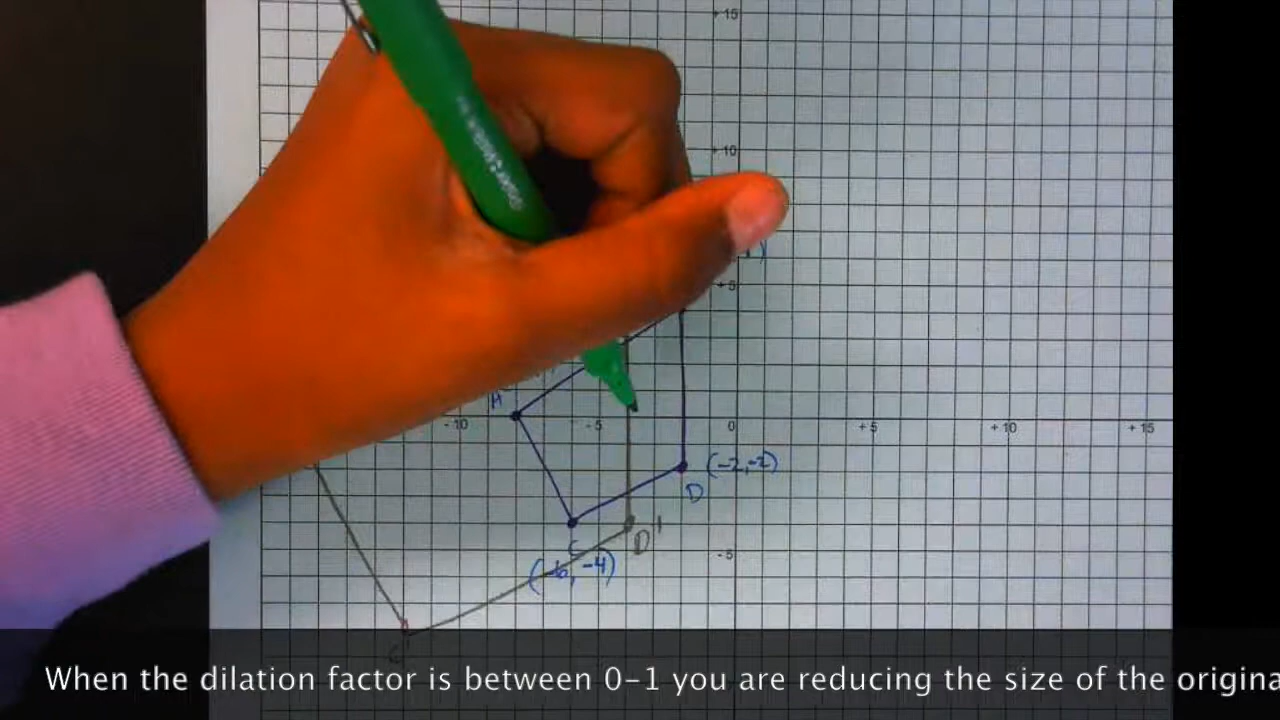 + 15
+ 10
+ 5
A
- 10
- 5
0
+ 5
+ 10
+ 15
(-2,-2)
D
D'
C
- 5
(-6, -4)
C'
When the dilation factor is between 0-1 you are reducing the size of the origina